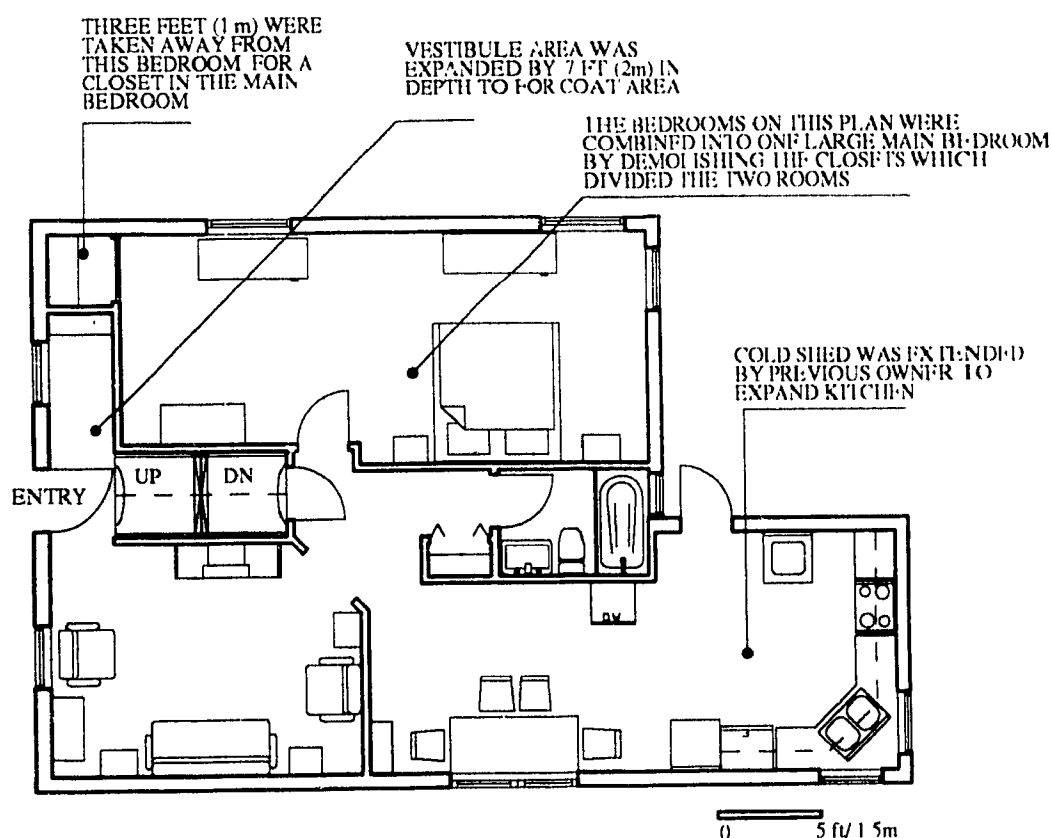 THREE FEET (1 m) WERE
TAKEN AWAY FROM
THIS BEDROOM FOR A
CLOSET IN THE MAIN
BEDROOM
VESTIBULE AREA WAS
EXPANDED BY 7 FT (2m) IN
DEPTH TO FOR COAT AREA
THE BEDROOMS ON THIS PLAN WERE
COMBINED INTO ONE LARGE MAIN BEDROOM
BY DEMOLISHING THE CLOSETS WHICH
DIVIDED THE TWO ROOMS
COLD SHED WAS EXTENDED
BY PREVIOUS OWNER TO
EXPAND KITCHEN
UP
DN
ENTRY
DW
0 5 ft/ 1 5m